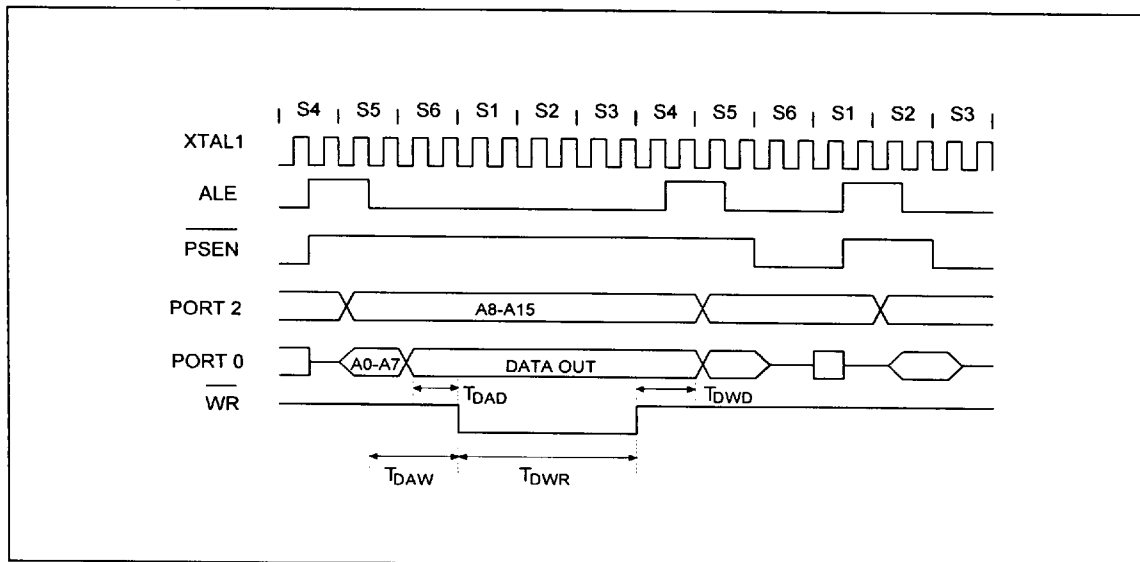 S4 S5 S6 S1 S2 S3 S4 S5 S6 S1 S2 S3
XTAL1
ALE
PSEN
PORT 2 A8-A15
PORT 0 A0-A7 DATA OUT
TDAD TDWD
WR
TDAW TDWR